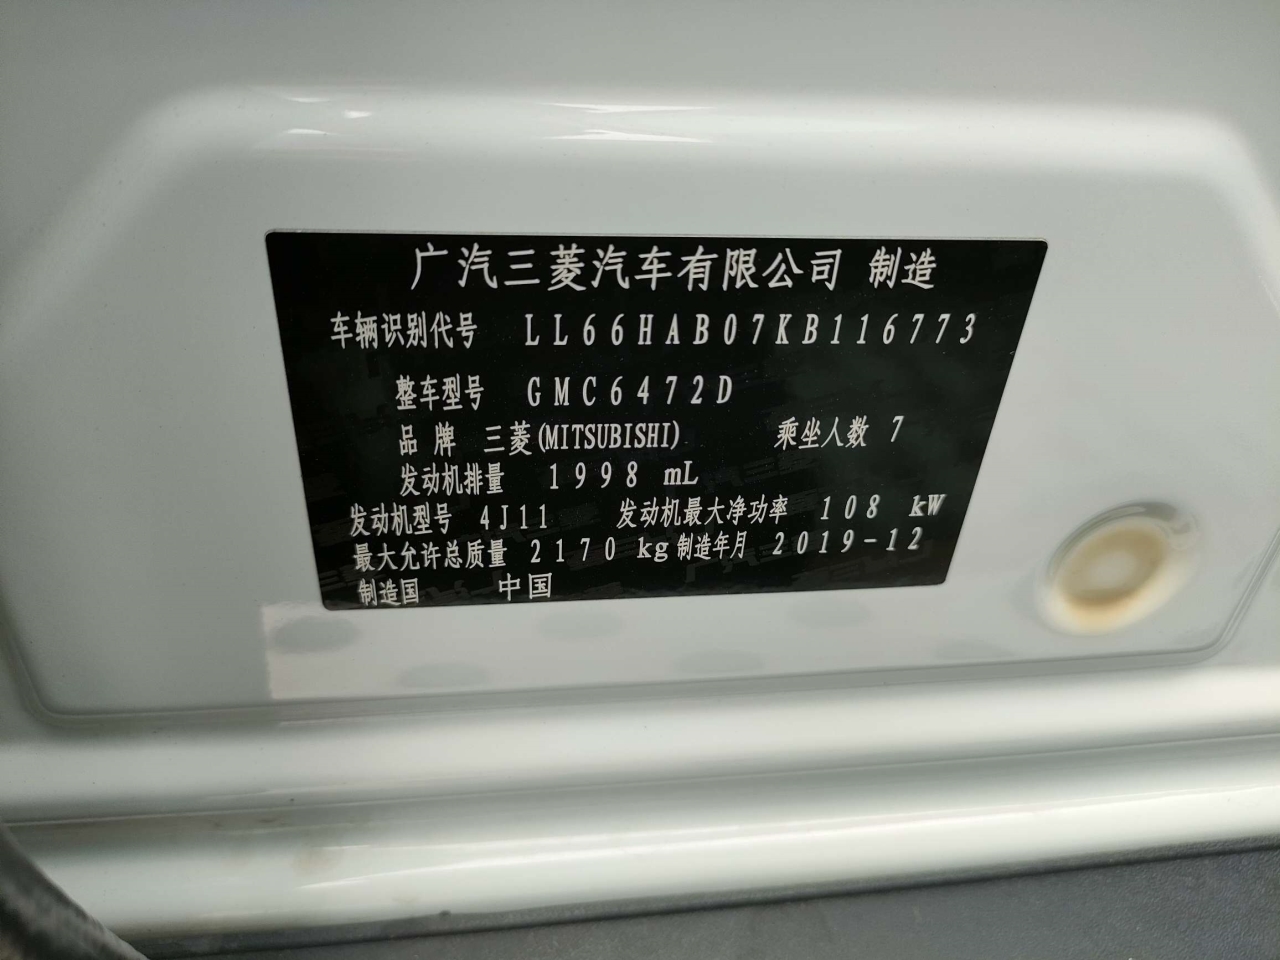 广汽三菱汽车有限公司 制造
车辆识别代号 LL66HAB07KB116773
整车型号 GMC6472D
品 牌 三菱(MITSUBISHI) 乘坐人数 7
发动机排量 1998 mL
发动机型号 4J11 发动机最大净功率 108 kW
最大允许总质量 2170 kg 制造年月 2019-12
制造国 中国